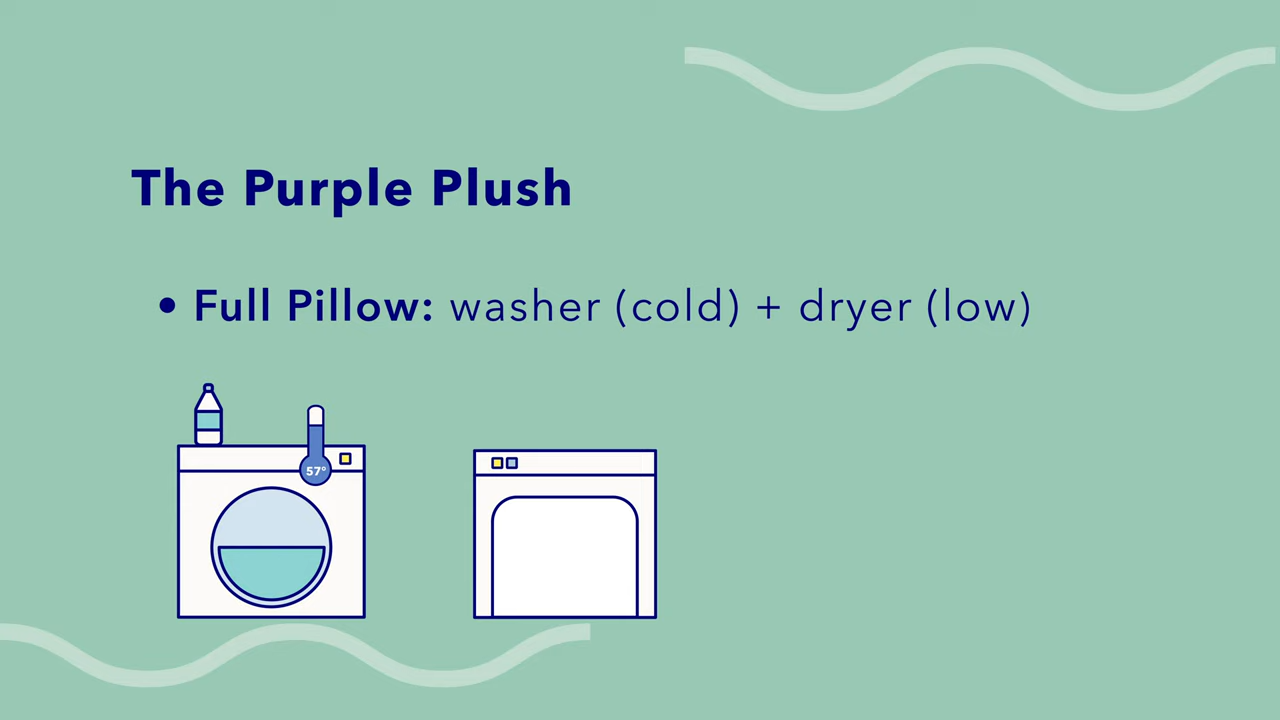 The Purple Plush
• Full Pillow: washer (cold) + dryer (low)
57°